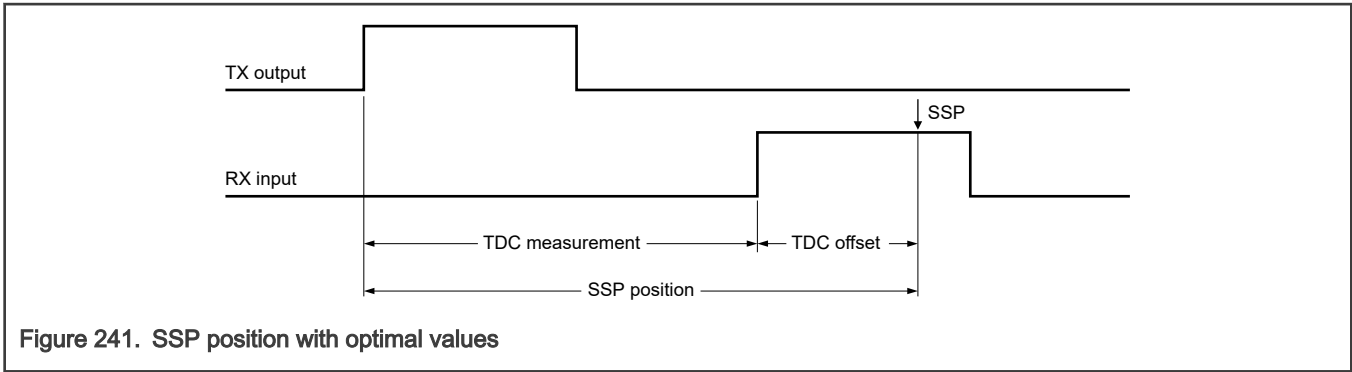 TX output
SSP
RX input
TDC measurement
TDC offset
SSP position
Figure 241. SSP position with optimal values